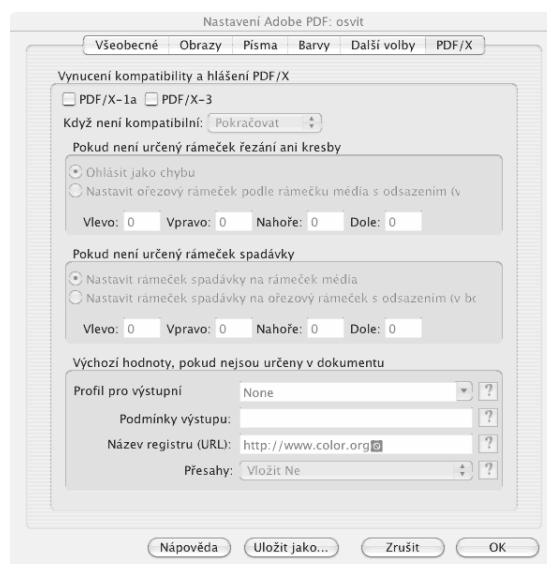 Nastavení Adobe PDF: osvit
Všeobecné Obrazy Písma Barvy Další volby PDF/X
Vynucení kompatibility a hlášení PDF/X
PDF/X-1a PDF/X-3
Když není kompatibilní: Pokračovat
Pokud není určený rámeček řezání ani kresby
Ohlásit jako chybu
Nastavit ořezový rámeček podle rámečku média s odsazením (v
Vlevo: 0 Vpravo: 0 Nahoře: 0 Dole: 0
Pokud není určený rámeček spadávky
Nastavit rámeček spadávky na rámeček média
Nastavit rámeček spadávky na ořezový rámeček s odsazením (v bo
Vlevo: 0 Vpravo: 0 Nahoře: 0 Dole: 0
Výchozí hodnoty, pokud nejsou určeny v dokumentu
Profil pro výstupní None ?
Podmínky výstupu: ?
Název registru (URL): http://www.color.org ?
Přesahy: Vložit Ne ?
Nápověda Uložit jako... Zrušit OK